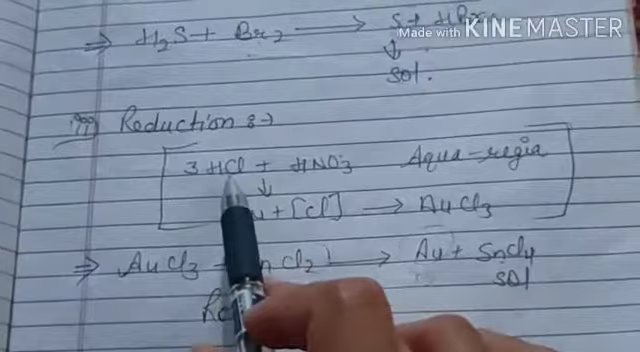 Made with KINEMASTER
⇒ H2S + Br2 → S + HBr
↓
Sol.
iii) Reduction :→
3 HCl + HNO3 Aqua-regia
↓
+ [Cl] → AuCl3
⇒ AuCl3 + SnCl2 → Au + SnCl4
sol